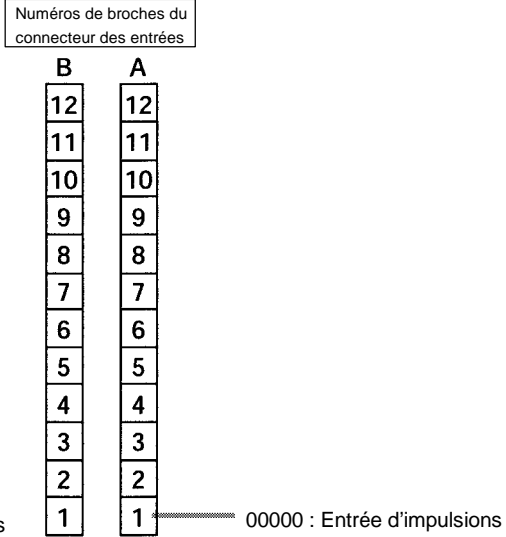 Numéros de broches du
connecteur des entrées
B A
12 12
11 11
10 10
9 9
8 8
7 7
6 6
5 5
4 4
3 3
2 2
s 1 1 00000 : Entrée d'impulsions